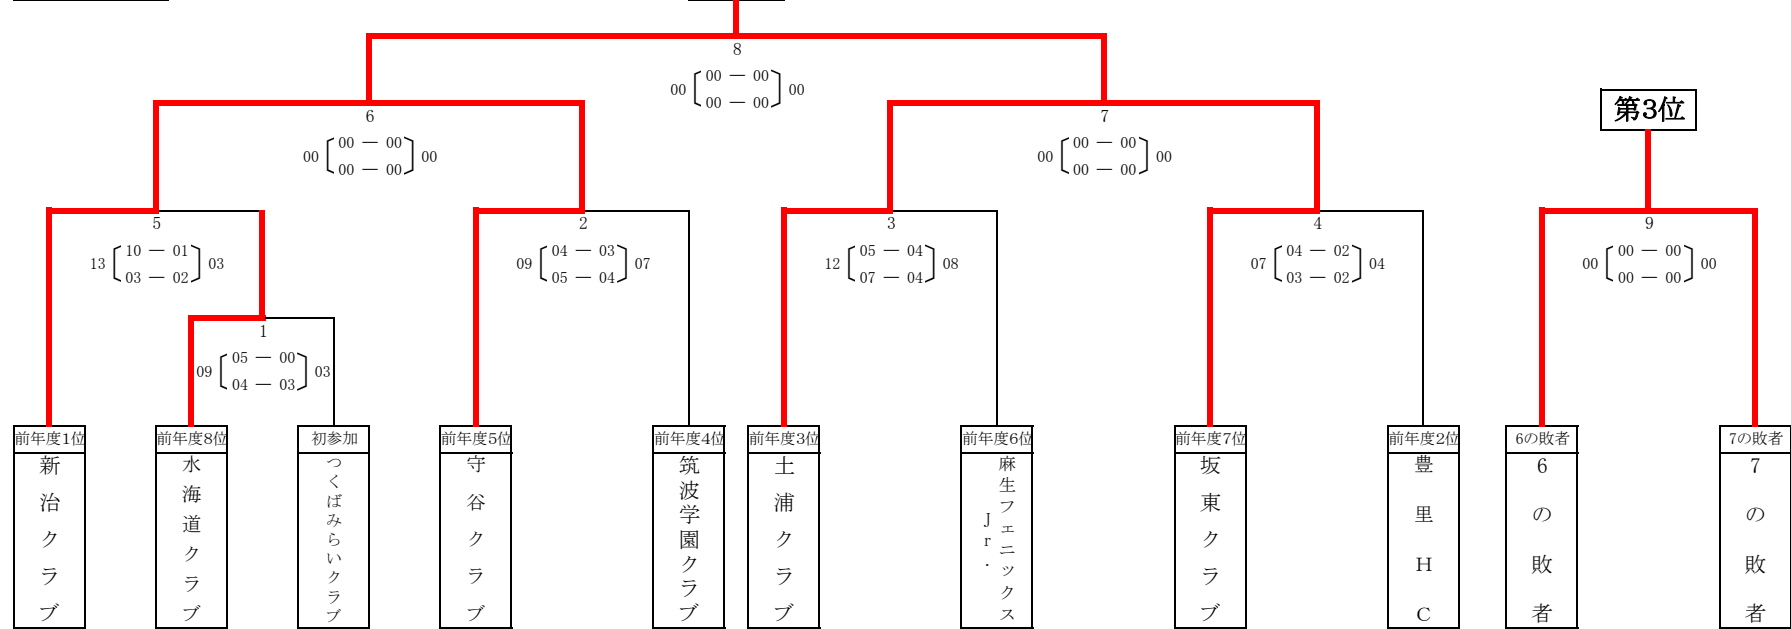 8
00 00 — 00 00
00 — 00
第3位
6
00 00 — 00 00
00 — 00
7
00 00 — 00 00
00 — 00
5
13 10 — 01 03
03 — 02
2
09 04 — 03 07
05 — 04
3
12 05 — 04 08
07 — 04
4
07 04 — 02 04
03 — 02
9
00 00 — 00 00
00 — 00
1
09 05 — 00 03
04 — 03
前年度1位
新治クラブ
前年度8位
水海道クラブ
初参加
つくばみらいクラブ
前年度5位
守谷クラブ
前年度4位
筑波学園クラブ
前年度3位
土浦クラブ
前年度6位
麻生フェニックス
Jr.
前年度7位
坂東クラブ
前年度2位
豊里HC
6の敗者
6の敗者
7の敗者
7の敗者